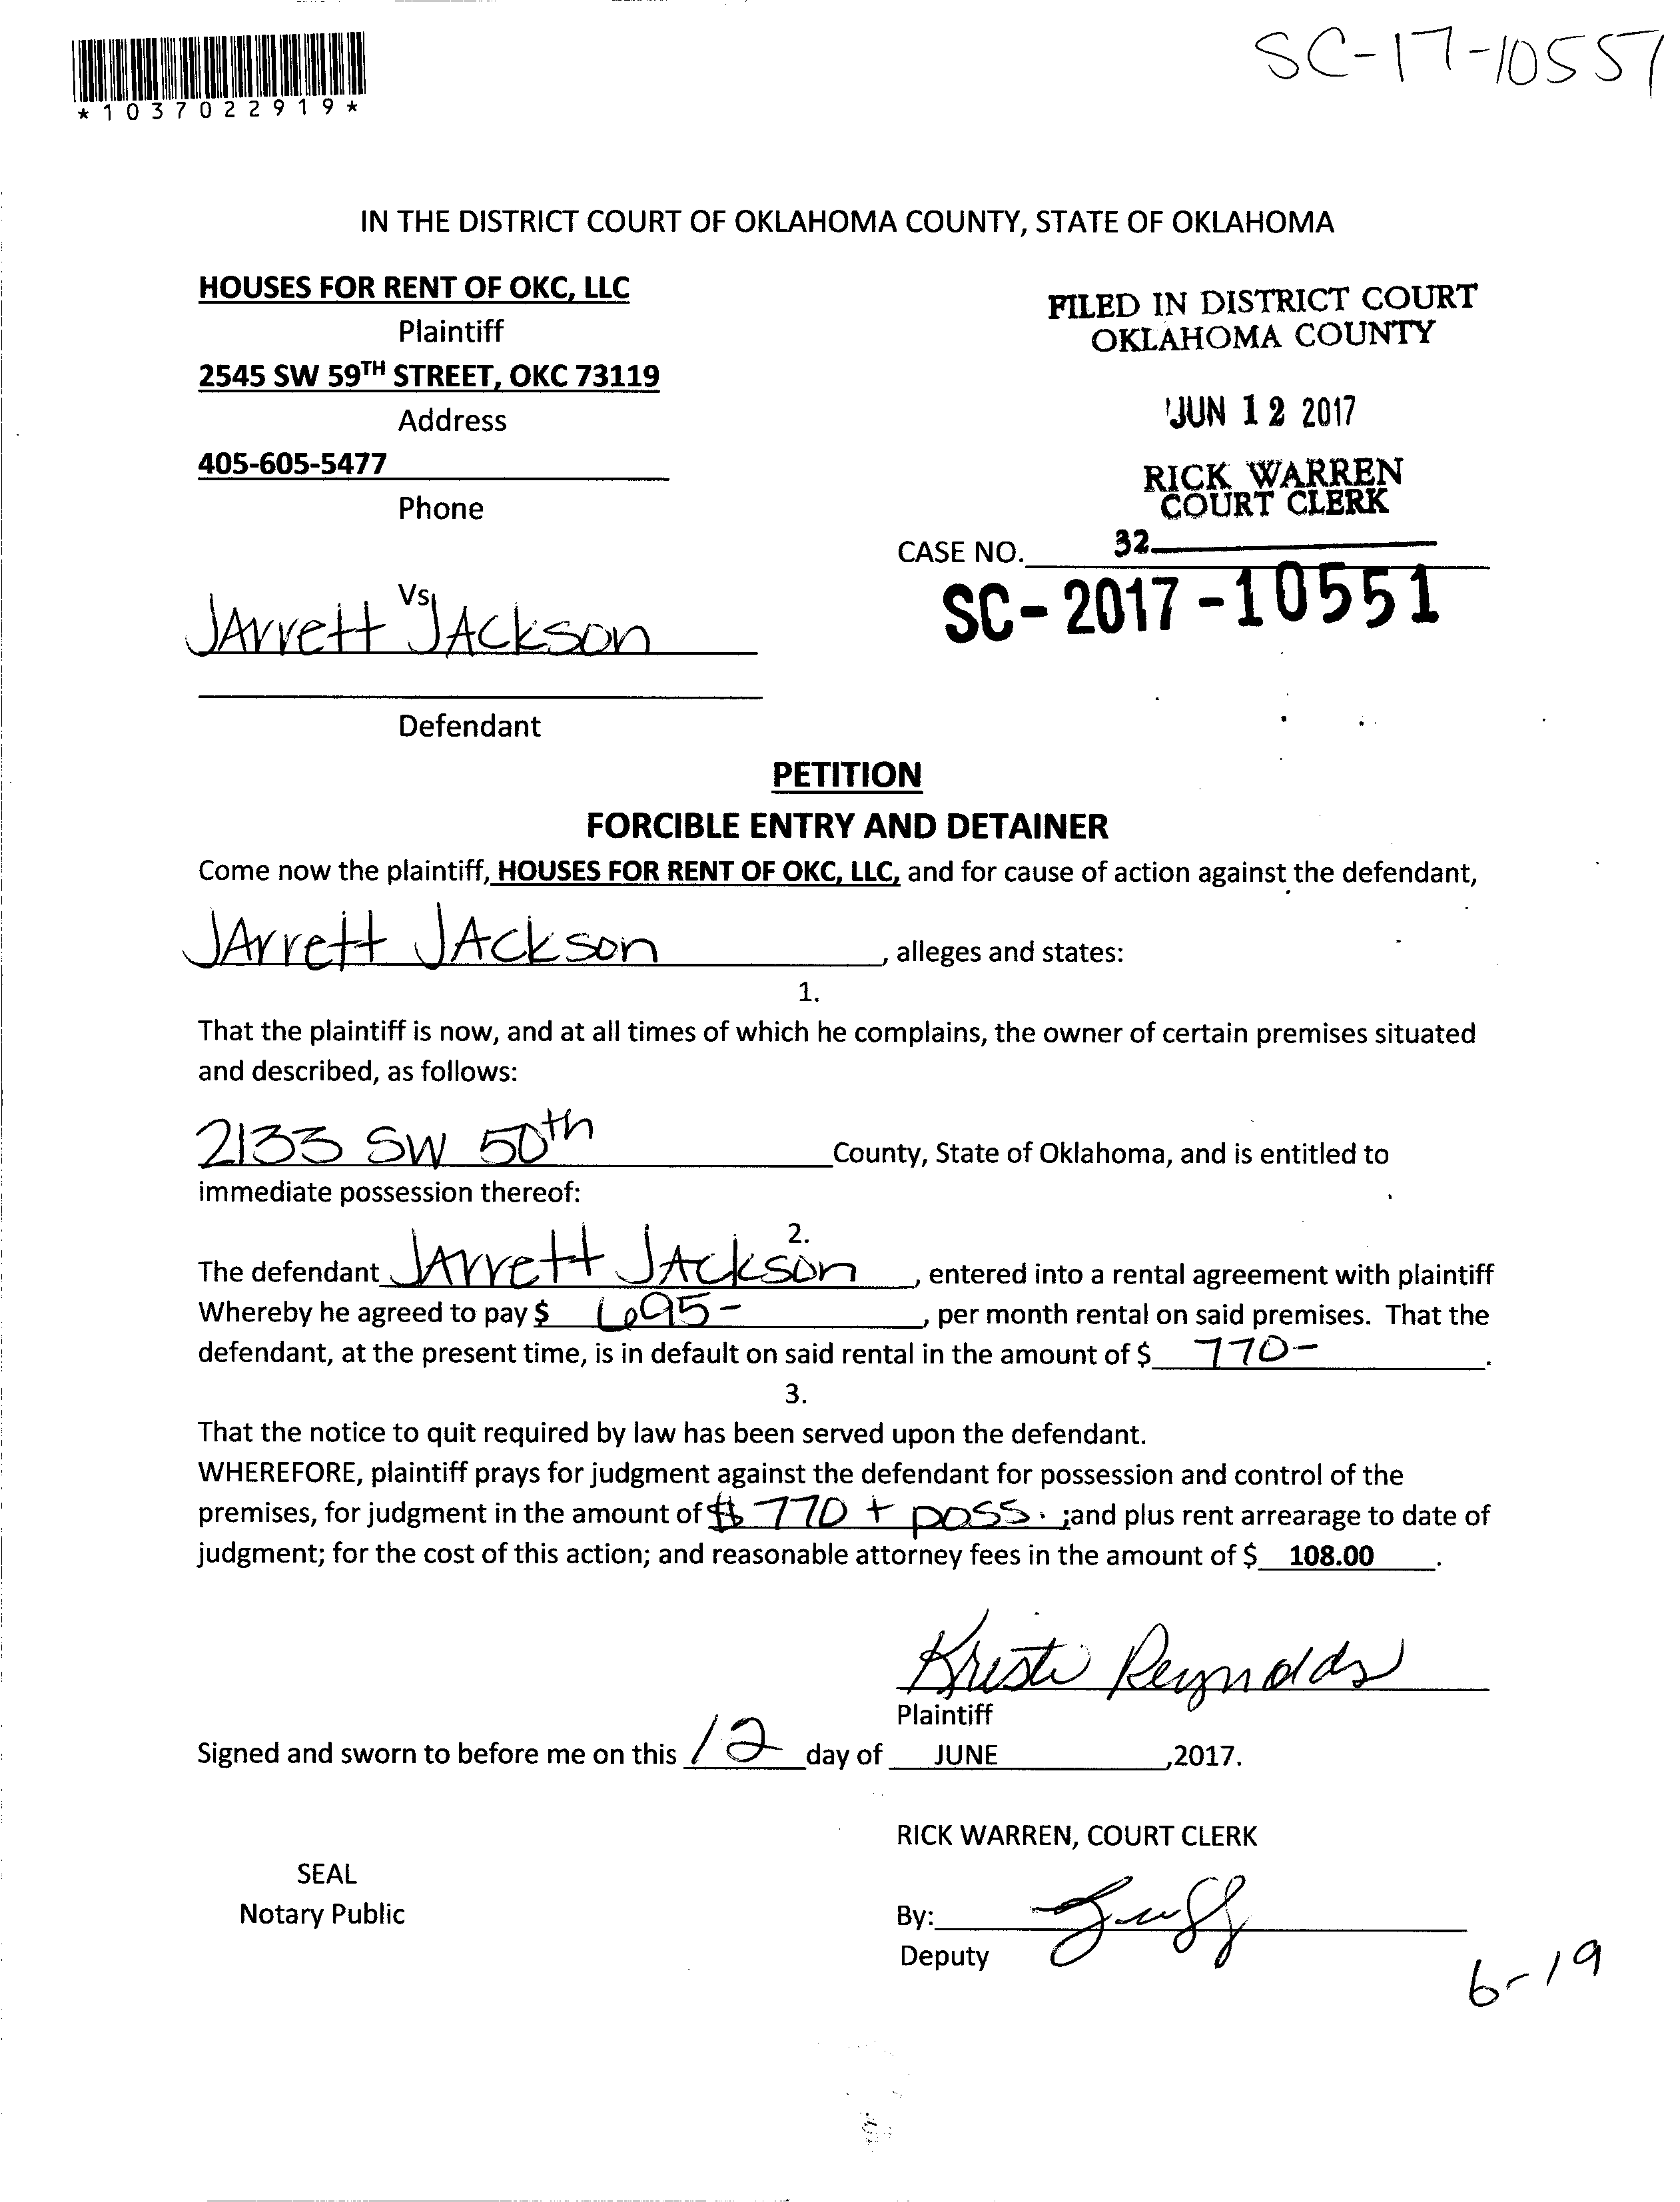 SC-17-10551
*1037022919*
IN THE DISTRICT COURT OF OKLAHOMA COUNTY, STATE OF OKLAHOMA
HOUSES FOR RENT OF OKC, LLC
Plaintiff
2545 SW 59TH STREET, OKC 73119
Address
405-605-5477
Phone
FILED IN DISTRICT COURT
OKLAHOMA COUNTY
JUN 12 2017
RICK WARREN
COURT CLERK
32
CASE NO.
SC-2017-10551
Vs
JArrett JAckson
Defendant
PETITION
FORCIBLE ENTRY AND DETAINER
Come now the plaintiff, HOUSES FOR RENT OF OKC, LLC, and for cause of action against the defendant,
JArrett JAckson, alleges and states:
1.
That the plaintiff is now, and at all times of which he complains, the owner of certain premises situated
and described, as follows:
2133 SW 50th County, State of Oklahoma, and is entitled to
immediate possession thereof:
2.
The defendant JArrett JAckson, entered into a rental agreement with plaintiff
Whereby he agreed to pay $ 695-, per month rental on said premises. That the
defendant, at the present time, is in default on said rental in the amount of $ 770-.
3.
That the notice to quit required by law has been served upon the defendant.
WHEREFORE, plaintiff prays for judgment against the defendant for possession and control of the
premises, for judgment in the amount of $ 770 + poss. ;and plus rent arrearage to date of
judgment; for the cost of this action; and reasonable attorney fees in the amount of $ 108.00.
Kristi Reynolds
Plaintiff
Signed and sworn to before me on this 12 day of JUNE ,2017.
RICK WARREN, COURT CLERK
SEAL
Notary Public
By:
Deputy
6-19